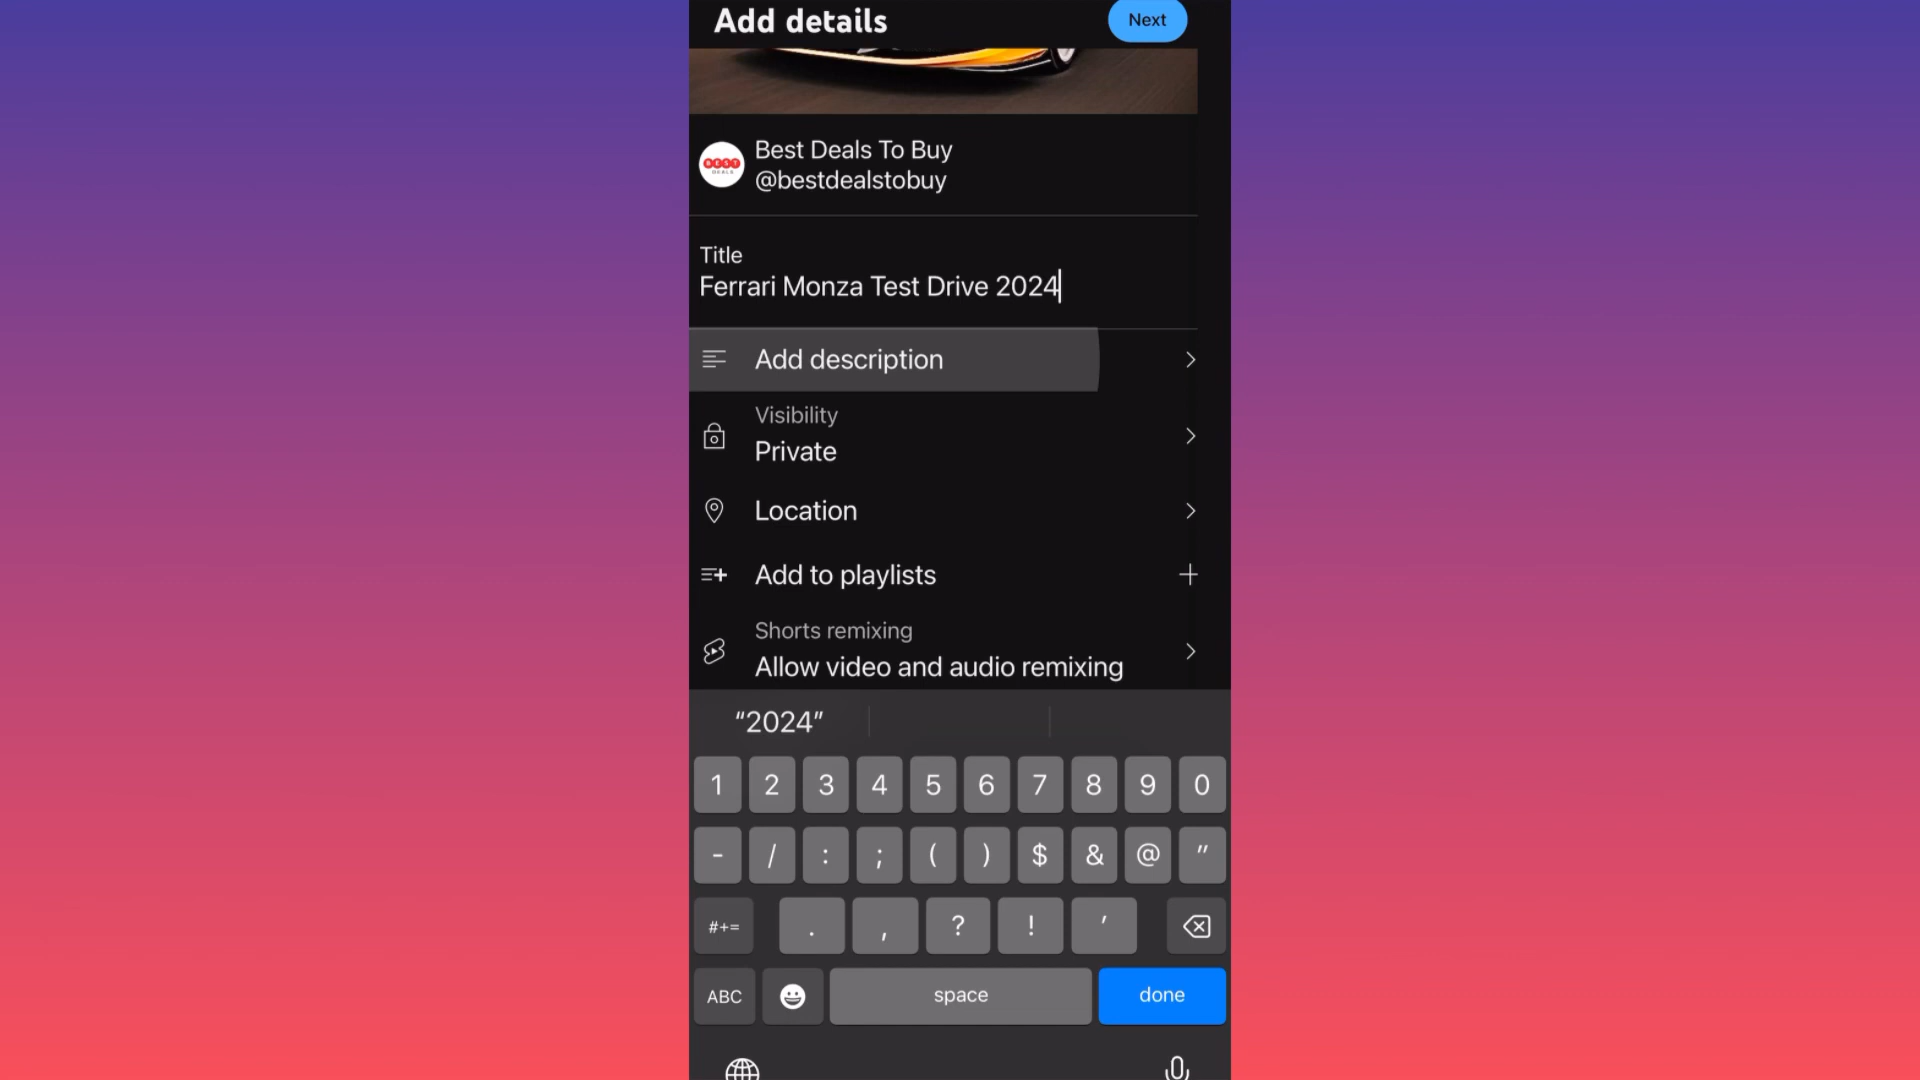 Add details
Next
BEST
DEALS
Best Deals To Buy
@bestdealstobuy
Title
Ferrari Monza Test Drive 2024
Add description
Visibility
Private
Location
Add to playlists
Shorts remixing
Allow video and audio remixing
“2024”
1 2 3 4 5 6 7 8 9 0
- / : ; ( ) $ & @ ”
#+= . , ? ! ’
ABC space done